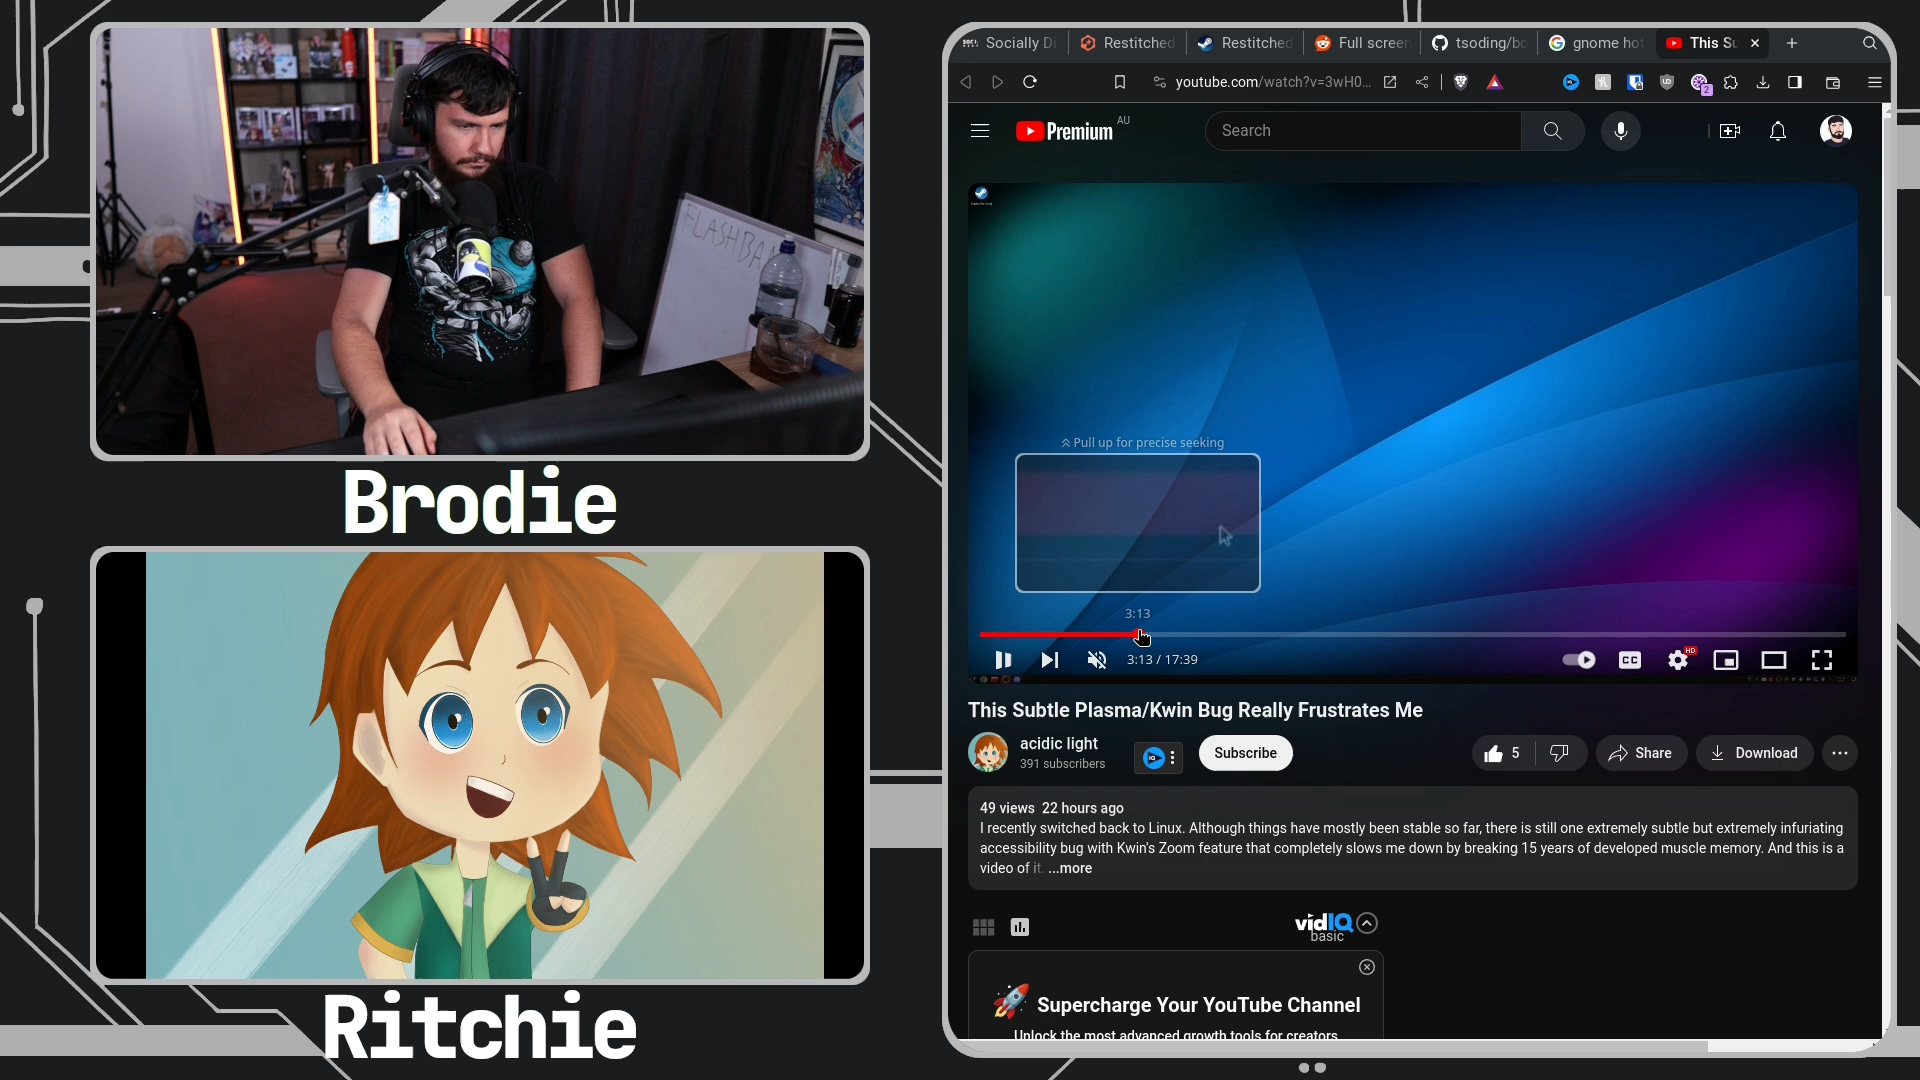 Brodie
Ritchie
FLASHBA
Socially Di
Restitched
Restitched
Full screen
tsoding/bo
gnome hot
This Su
youtube.com/watch?v=3wH0...
2
Premium
AU
Search
Pull up for precise seeking
3:13
3:13 / 17:39
CC
HD
This Subtle Plasma/Kwin Bug Really Frustrates Me
acidic light
391 subscribers
Subscribe
5
Share
Download
49 views 22 hours ago
I recently switched back to Linux. Although things have mostly been stable so far, there is still one extremely subtle but extremely infuriating
accessibility bug with Kwin's Zoom feature that completely slows me down by breaking 15 years of developed muscle memory. And this is a
video of it. ...more
vidIQ
basic
Supercharge Your YouTube Channel
Unlock the most advanced growth tools for creators